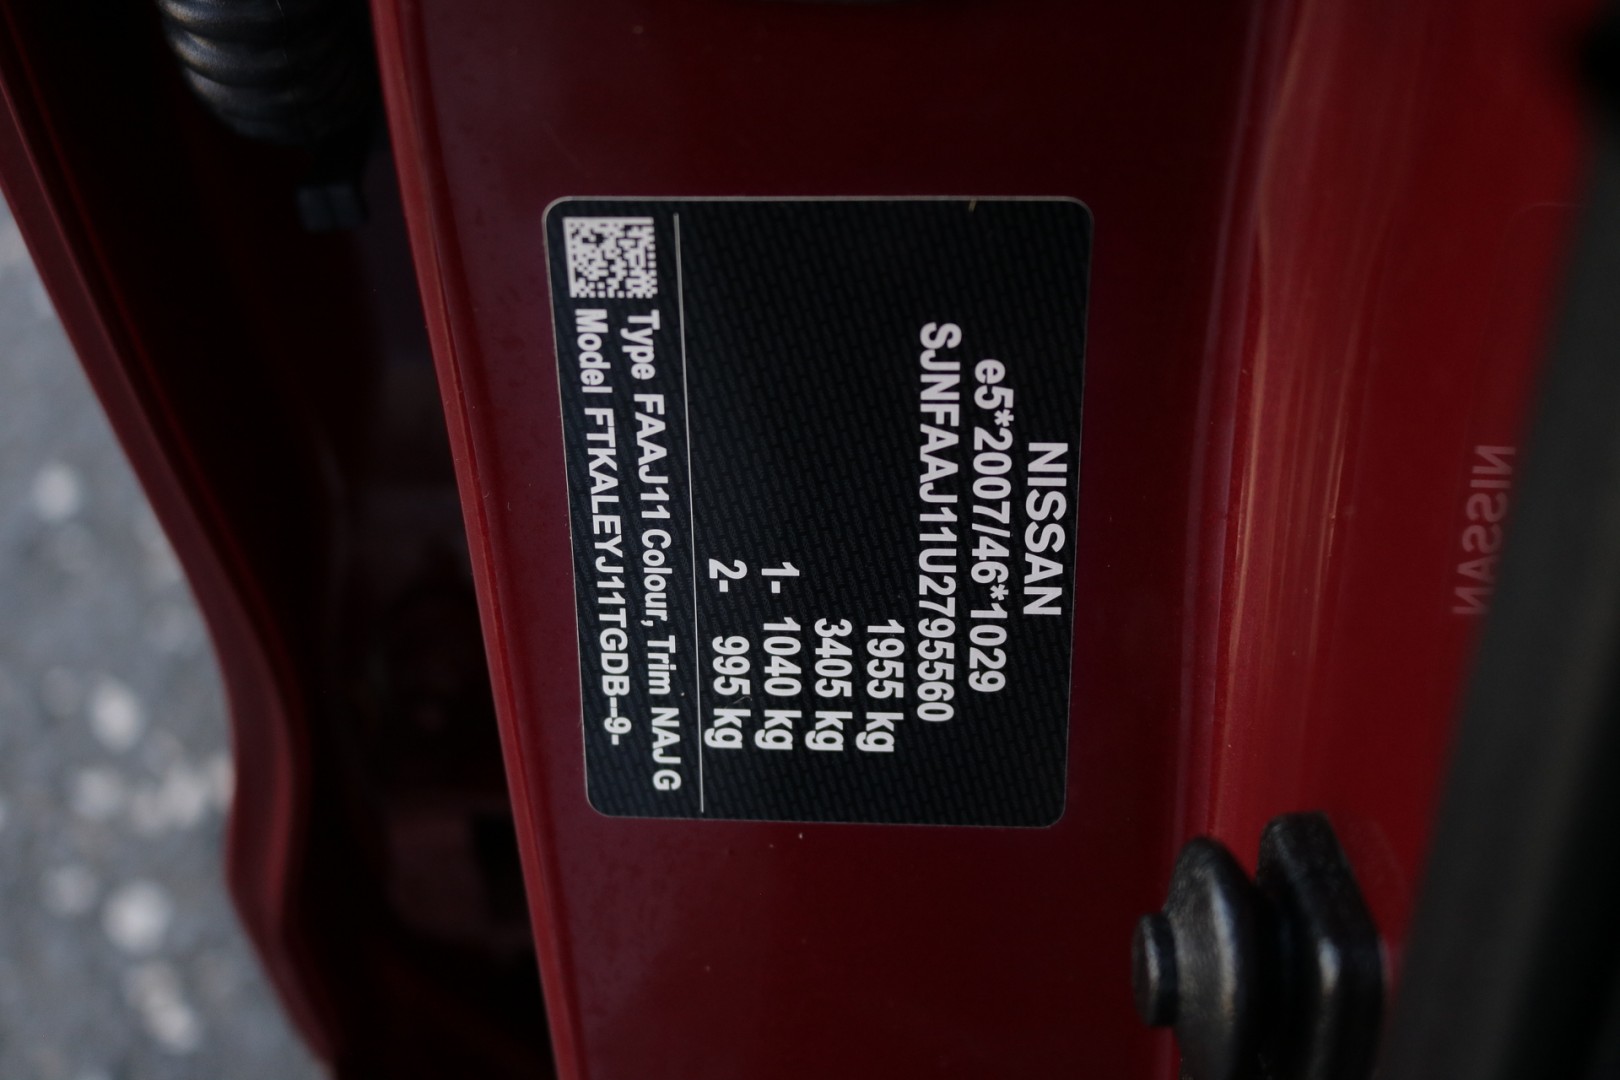 NISSAN
e5*2007/46*1029
SJNFAAJ11U2795560
1955 kg
3405 kg
1- 1040 kg
2- 995 kg
Type FAAJ11 Colour, Trim NAJ G
Model FTKALEYJ11TGDB--9-
NISSAN